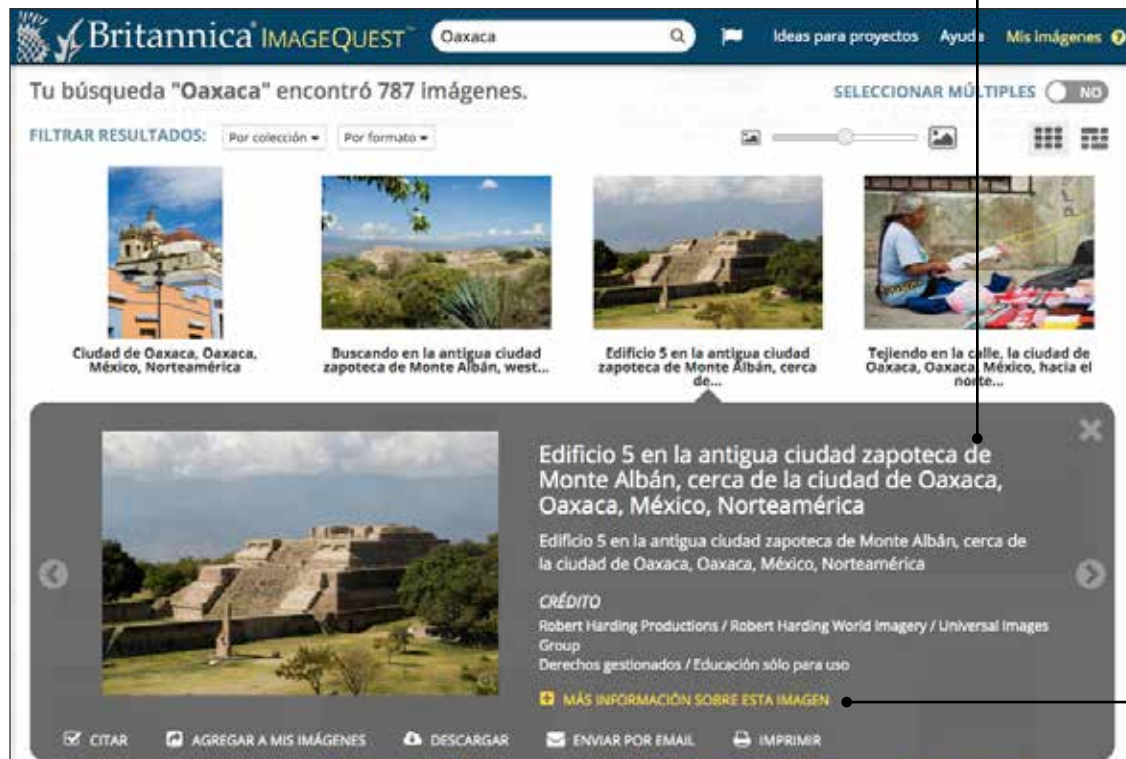 Britannica® IMAGEQUEST™
Oaxaca
Ideas para proyectos
Ayuda
Mis Imágenes
Tu búsqueda "Oaxaca" encontró 787 imágenes.
SELECCIONAR MÚLTIPLES
NO
FILTRAR RESULTADOS:
Por colección
Por formato
Ciudad de Oaxaca, Oaxaca,
México, Norteamérica
Buscando en la antigua ciudad
zapoteca de Monte Albán, west...
Edificio 5 en la antigua ciudad
zapoteca de Monte Albán, cerca
de...
Tejiendo en la calle, la ciudad de
Oaxaca, Oaxaca, México, hacia el
norte...
Edificio 5 en la antigua ciudad zapoteca de
Monte Albán, cerca de la ciudad de Oaxaca,
Oaxaca, México, Norteamérica
Edificio 5 en la antigua ciudad zapoteca de Monte Albán, cerca de
la ciudad de Oaxaca, Oaxaca, México, Norteamérica
CRÉDITO
Robert Harding Productions / Robert Harding World Imagery / Universal Images
Group
Derechos gestionados / Educación sólo para uso
MÁS INFORMACIÓN SOBRE ESTA IMAGEN
CITAR
AGREGAR A MIS IMÁGENES
DESCARGAR
ENVIAR POR EMAIL
IMPRIMIR